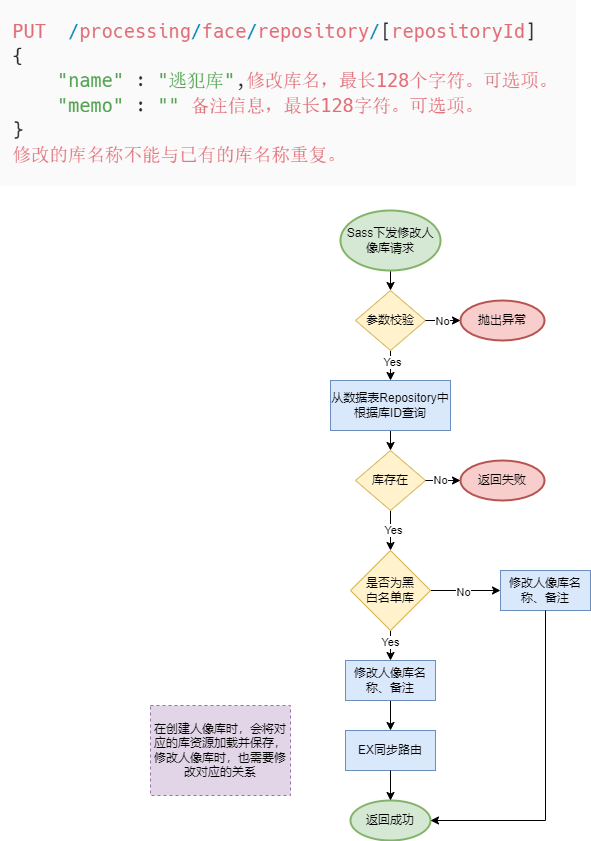 PUT  /processing/face/repository/[repositoryId]
{
    "name" : "逃犯库",修改库名，最长128个字符。可选项。
    "memo" : "" 备注信息，最长128字符。可选项。
}
修改的库名称不能与已有的库名称重复。
Sass下发修改人
像库请求
参数校验
No
抛出异常
Yes
从数据表Repository中
根据库ID查询
库存在
No
返回失败
Yes
是否为黑
白名单库
No
修改人像库名
称、备注
Yes
修改人像库名
称、备注
在创建人像库时，会将对
应的库资源加载并保存，
修改人像库时，也需要修
改对应的关系
EX同步路由
返回成功